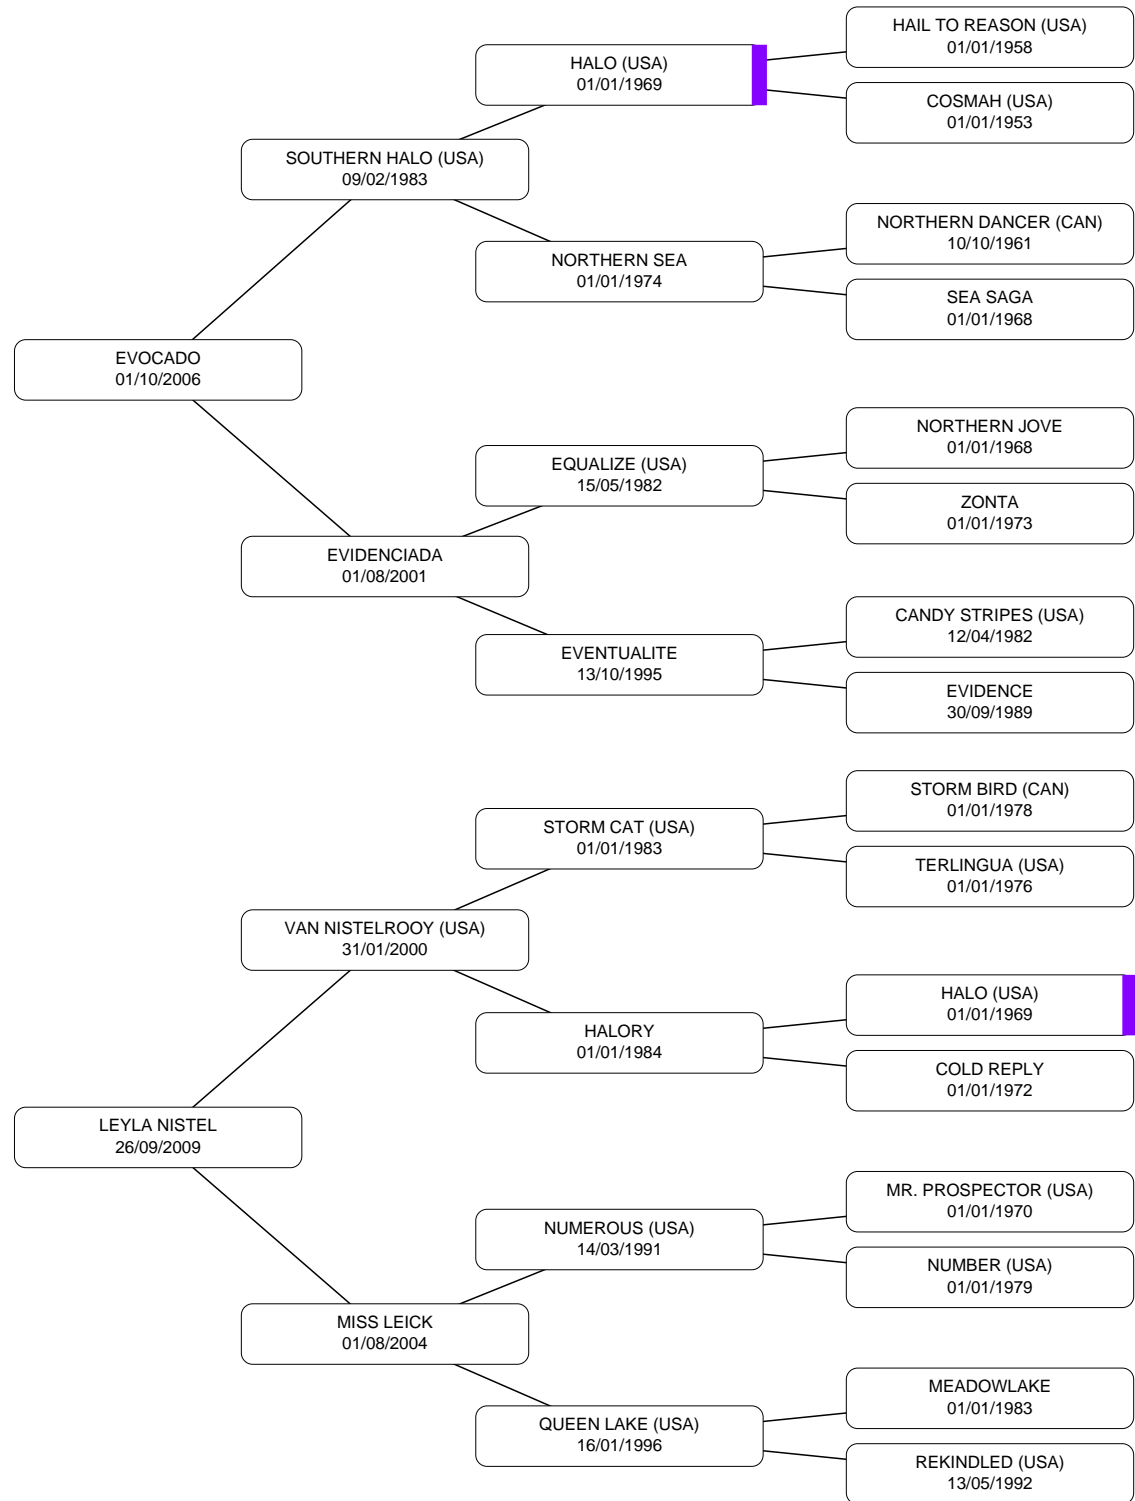 HAIL TO REASON (USA)
01/01/1958
HALO (USA)
01/01/1969
COSMAH (USA)
01/01/1953
SOUTHERN HALO (USA)
09/02/1983
NORTHERN DANCER (CAN)
10/10/1961
NORTHERN SEA
01/01/1974
SEA SAGA
01/01/1968
EVOCADO
01/10/2006
NORTHERN JOVE
01/01/1968
EQUALIZE (USA)
15/05/1982
ZONTA
01/01/1973
EVIDENCIADA
01/08/2001
CANDY STRIPES (USA)
12/04/1982
EVENTUALITE
13/10/1995
EVIDENCE
30/09/1989
STORM BIRD (CAN)
01/01/1978
STORM CAT (USA)
01/01/1983
TERLINGUA (USA)
01/01/1976
VAN NISTELROOY (USA)
31/01/2000
HALO (USA)
01/01/1969
HALORY
01/01/1984
COLD REPLY
01/01/1972
LEYLA NISTEL
26/09/2009
MR. PROSPECTOR (USA)
01/01/1970
NUMEROUS (USA)
14/03/1991
NUMBER (USA)
01/01/1979
MISS LEICK
01/08/2004
MEADOWLAKE
01/01/1983
QUEEN LAKE (USA)
16/01/1996
REKINDLED (USA)
13/05/1992